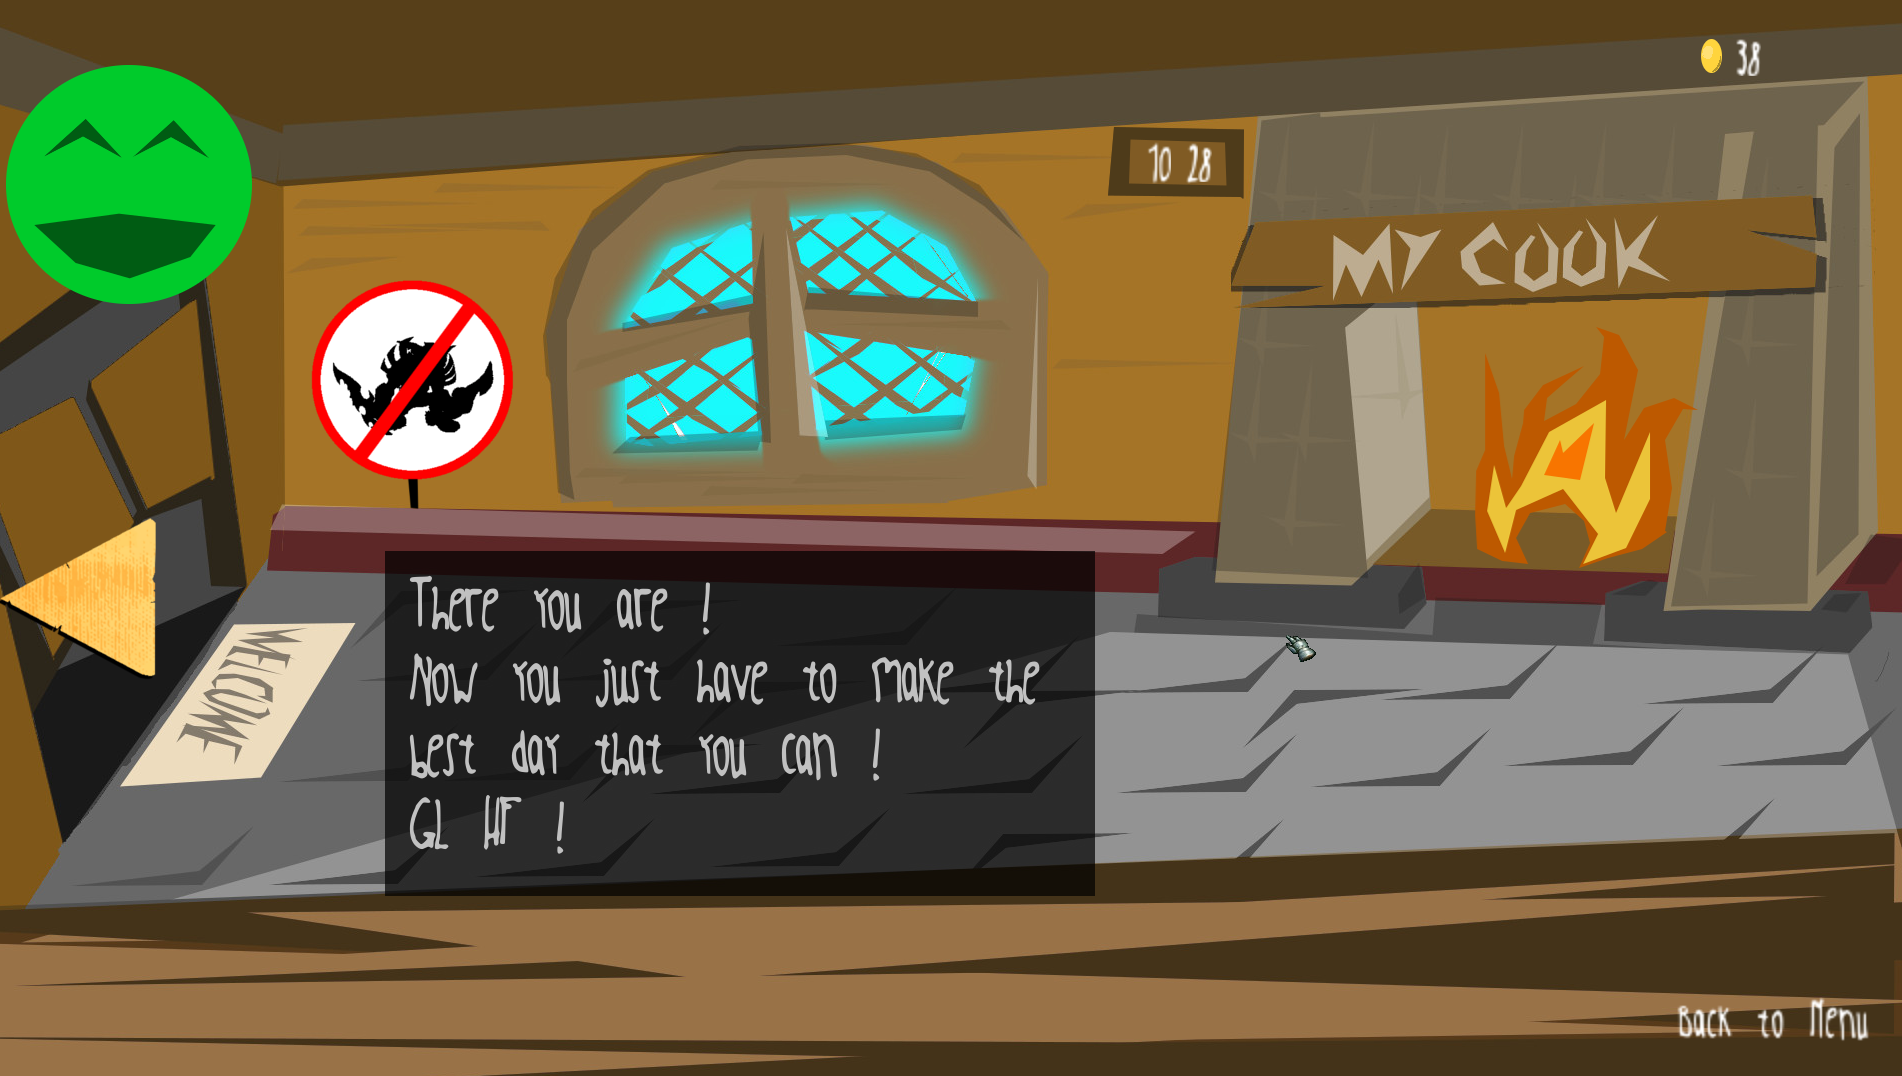 38
10 28
MY COOK
WELCOME
There you are !
Now you just have to make the
best day that you can !
GL HF !
Back to Menu